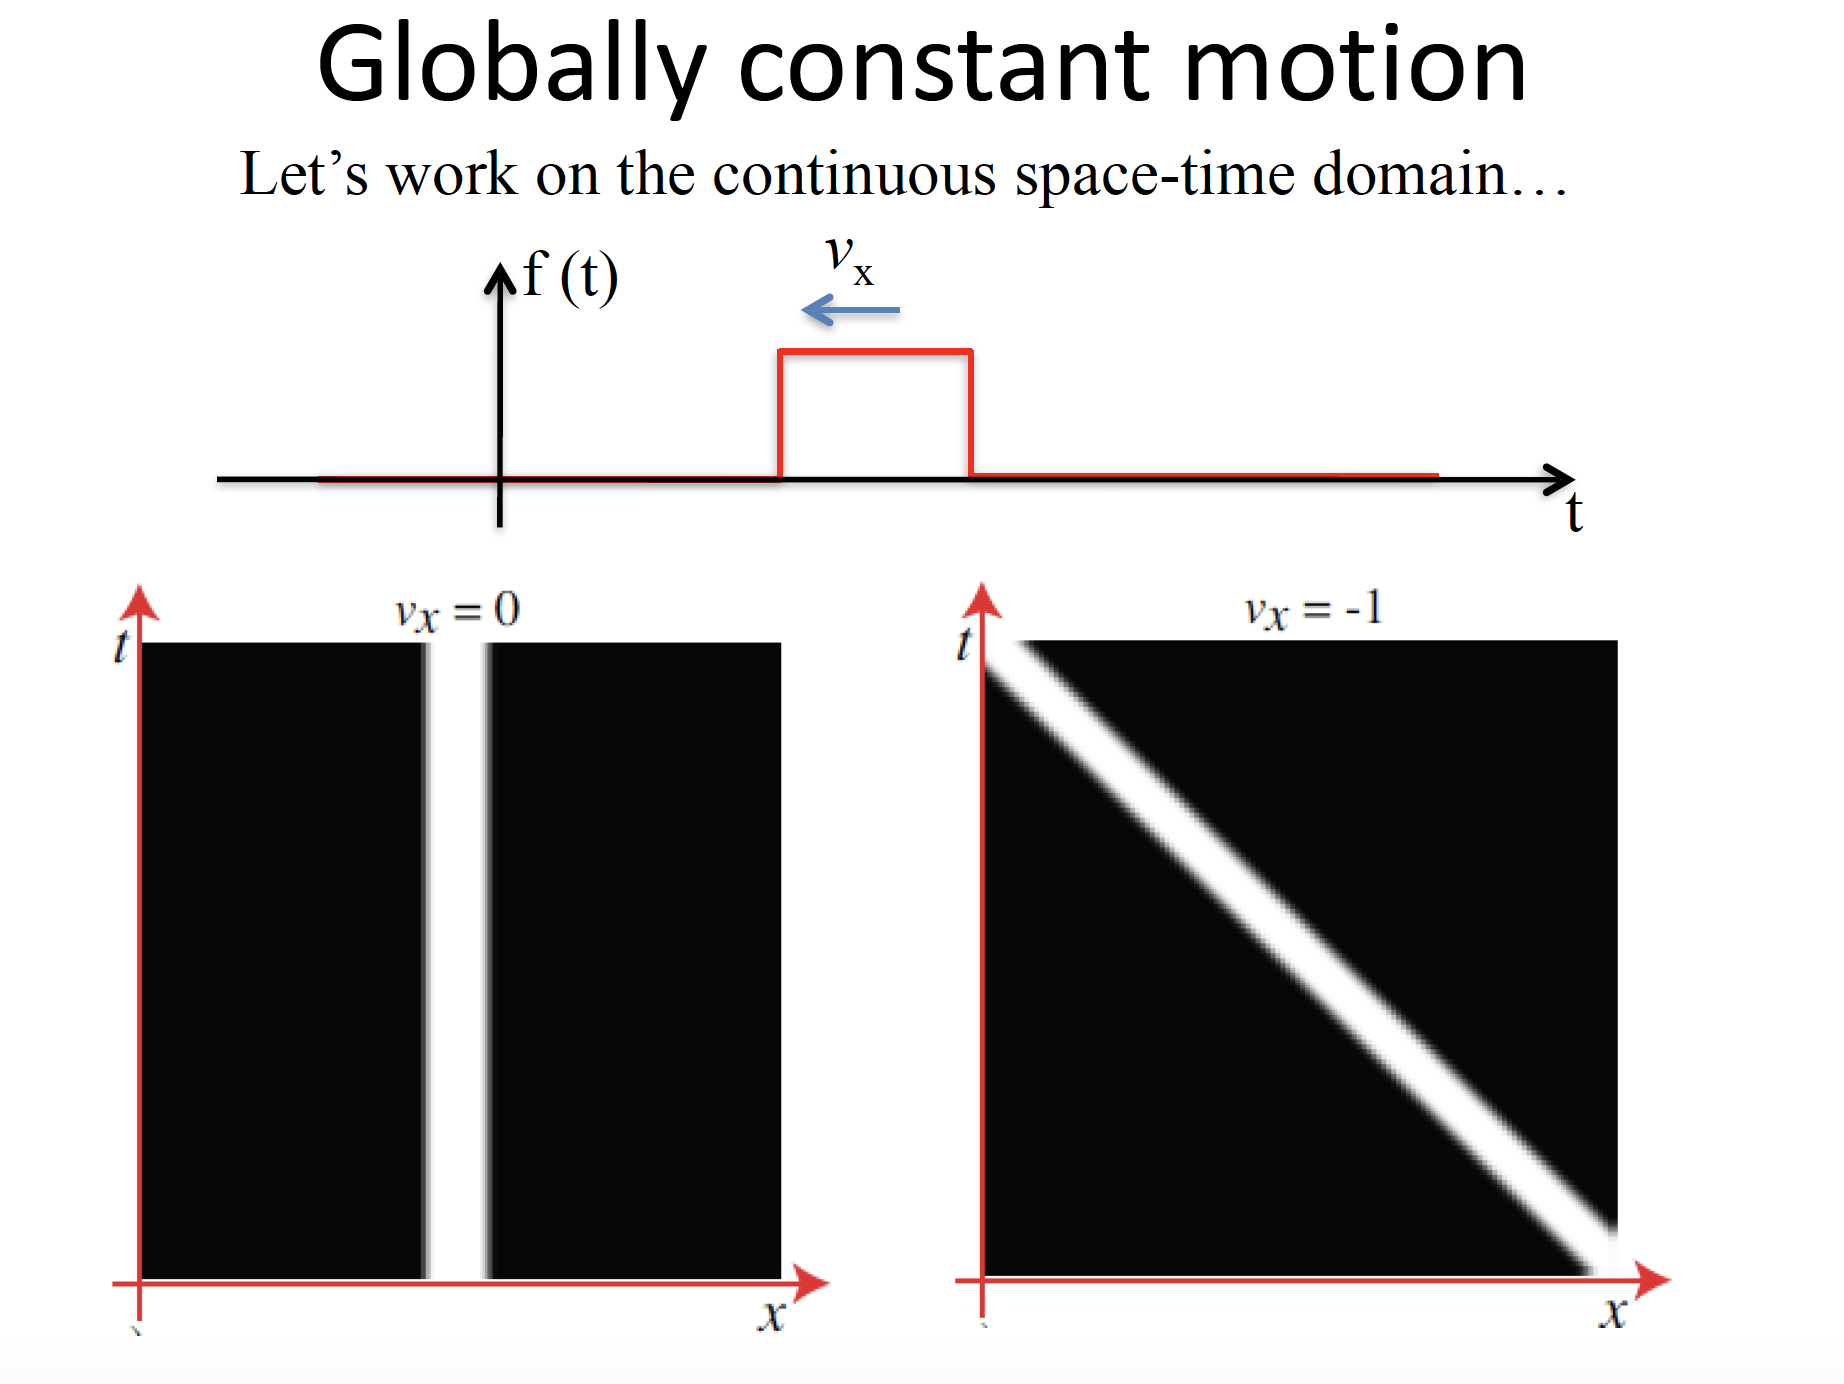 Globally constant motion
Let’s work on the continuous space-time domain…
f (t)
vx
t
vx = 0
t
x
vx = -1
t
x